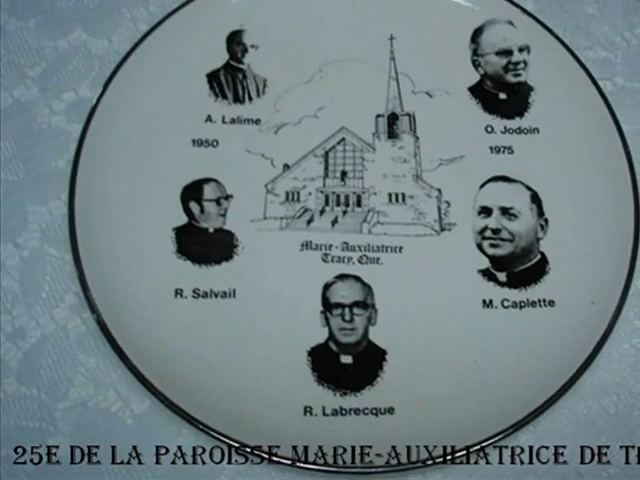 A. Lalime
1950
O. Jodoin
1975
Marie-Auxiliatrice
Tracy, Que.
R. Salvail
M. Caplette
R. Labrecque
25E DE LA PAROISSE MARIE-AUXILIATRICE DE